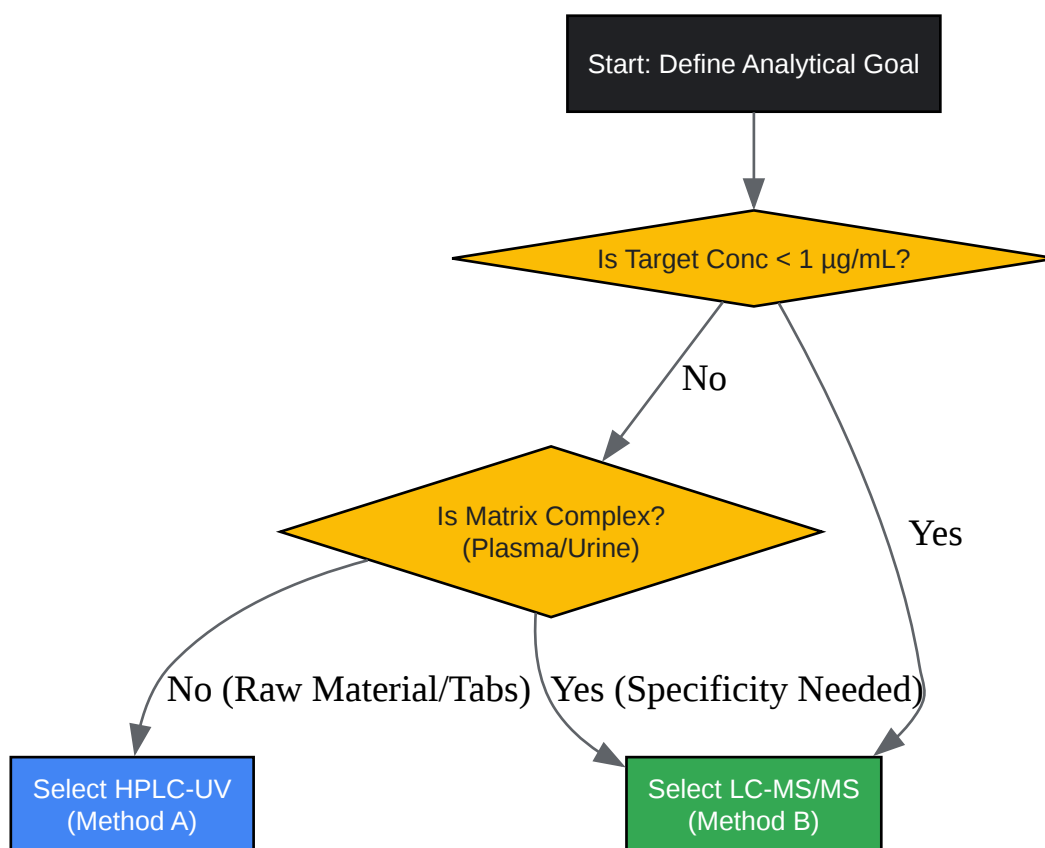 Start: Define Analytical Goal
Is Target Conc < 1 µg/mL?
No
Is Matrix Complex?
(Plasma/Urine)
Yes
No (Raw Material/Tabs)
Yes (Specificity Needed)
Select HPLC-UV
(Method A)
Select LC-MS/MS
(Method B)